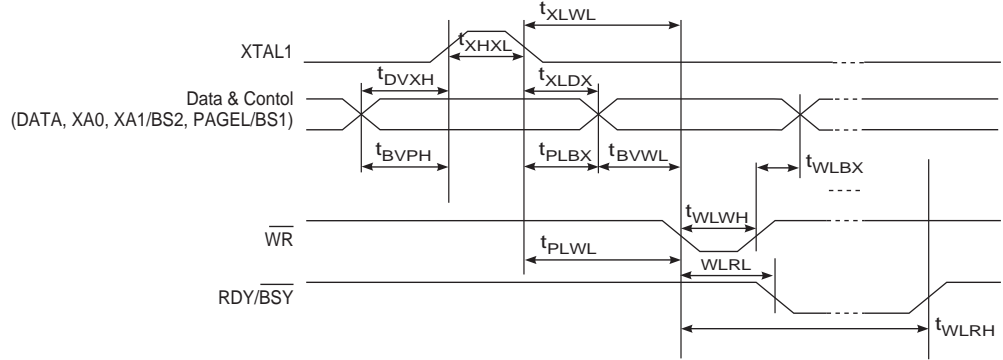 tXLWL
XTAL1
tXHXL
tDVXH
tXLDX
Data & Contol
(DATA, XA0, XA1/BS2, PAGEL/BS1)
tBVPH
tPLBX
tBVWL
tWLBX
WR
tWLWH
tPLWL
WLRL
RDY/BSY
tWLRH